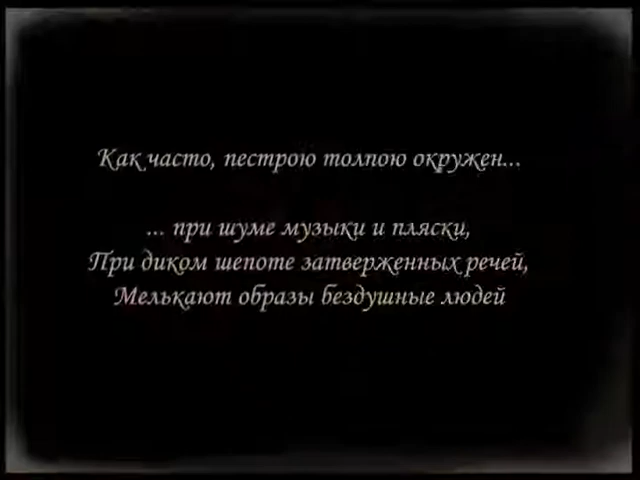 Как часто, пестрою толпою окружен...
... при шуме музыки и пляски,
При диком шепоте затверженных речей,
Мелькают образы бездушные людей